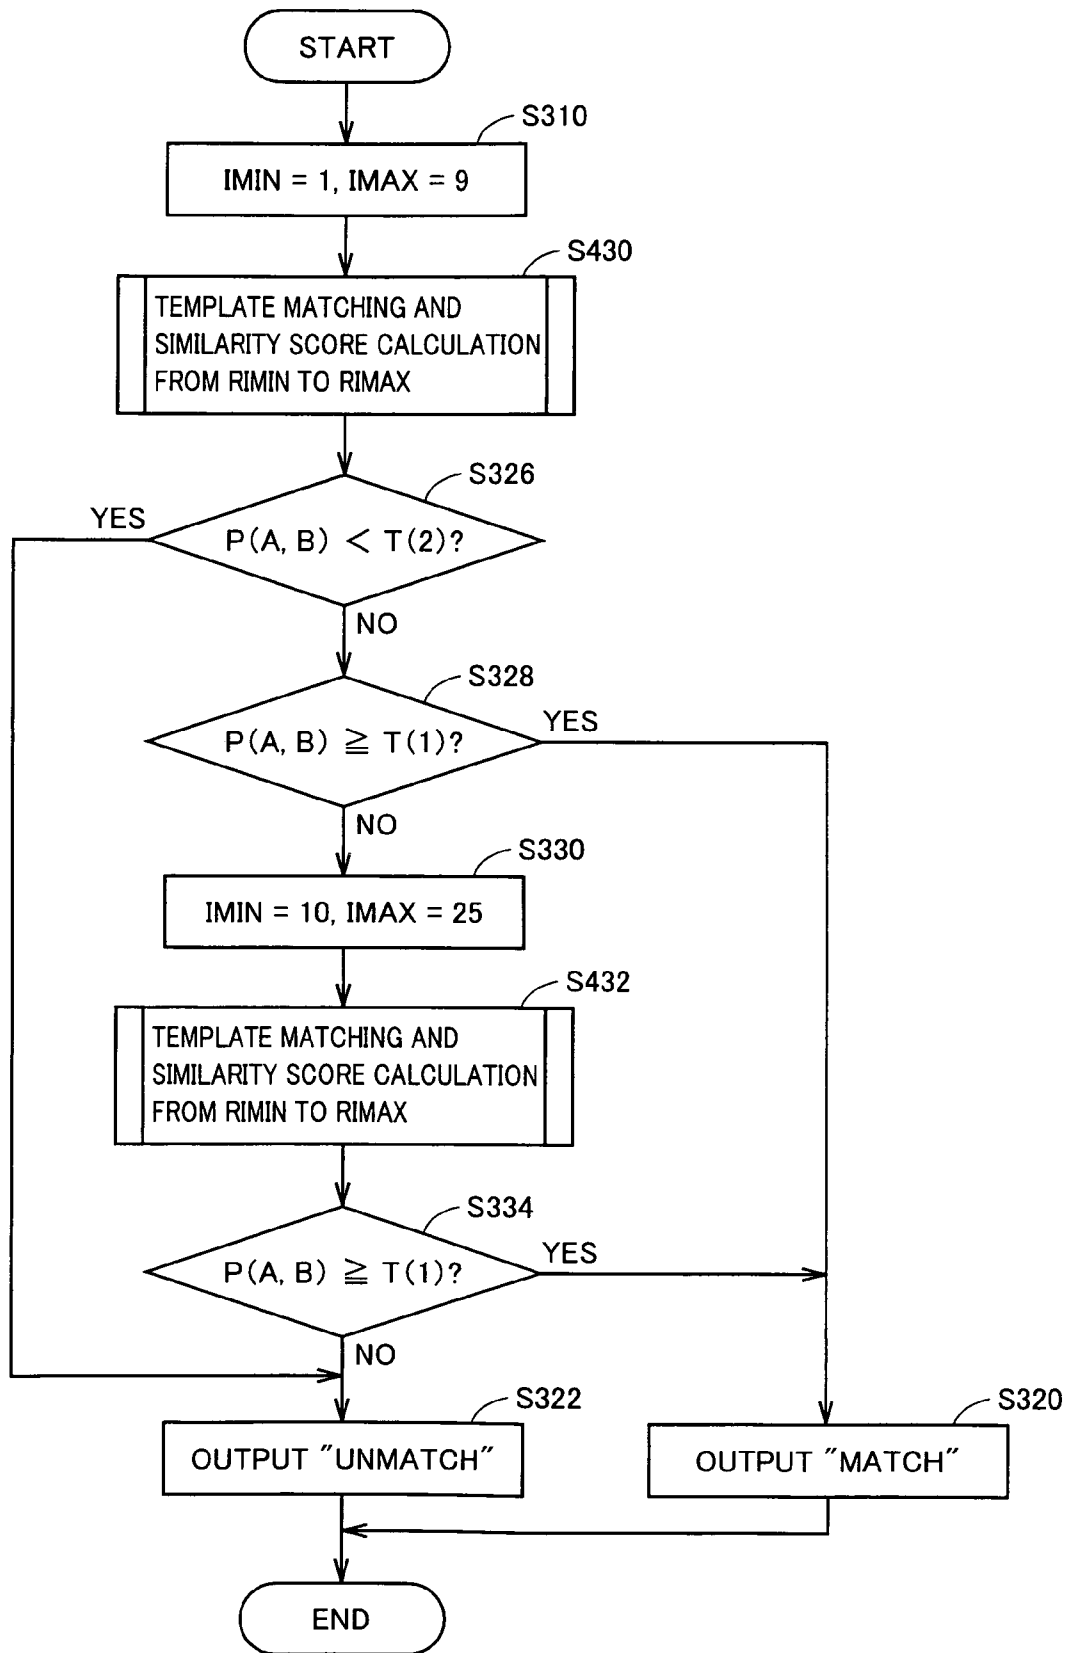 START
S310
IMIN = 1, IMAX = 9
S430
TEMPLATE MATCHING AND
SIMILARITY SCORE CALCULATION
FROM RIMIN TO RIMAX
S326
YES
P(A, B) < T(2)?
NO
S328
YES
P(A, B) ≧ T(1)?
NO
S330
IMIN = 10, IMAX = 25
S432
TEMPLATE MATCHING AND
SIMILARITY SCORE CALCULATION
FROM RIMIN TO RIMAX
S334
YES
P(A, B) ≧ T(1)?
NO
S322
S320
OUTPUT "UNMATCH"
OUTPUT "MATCH"
END